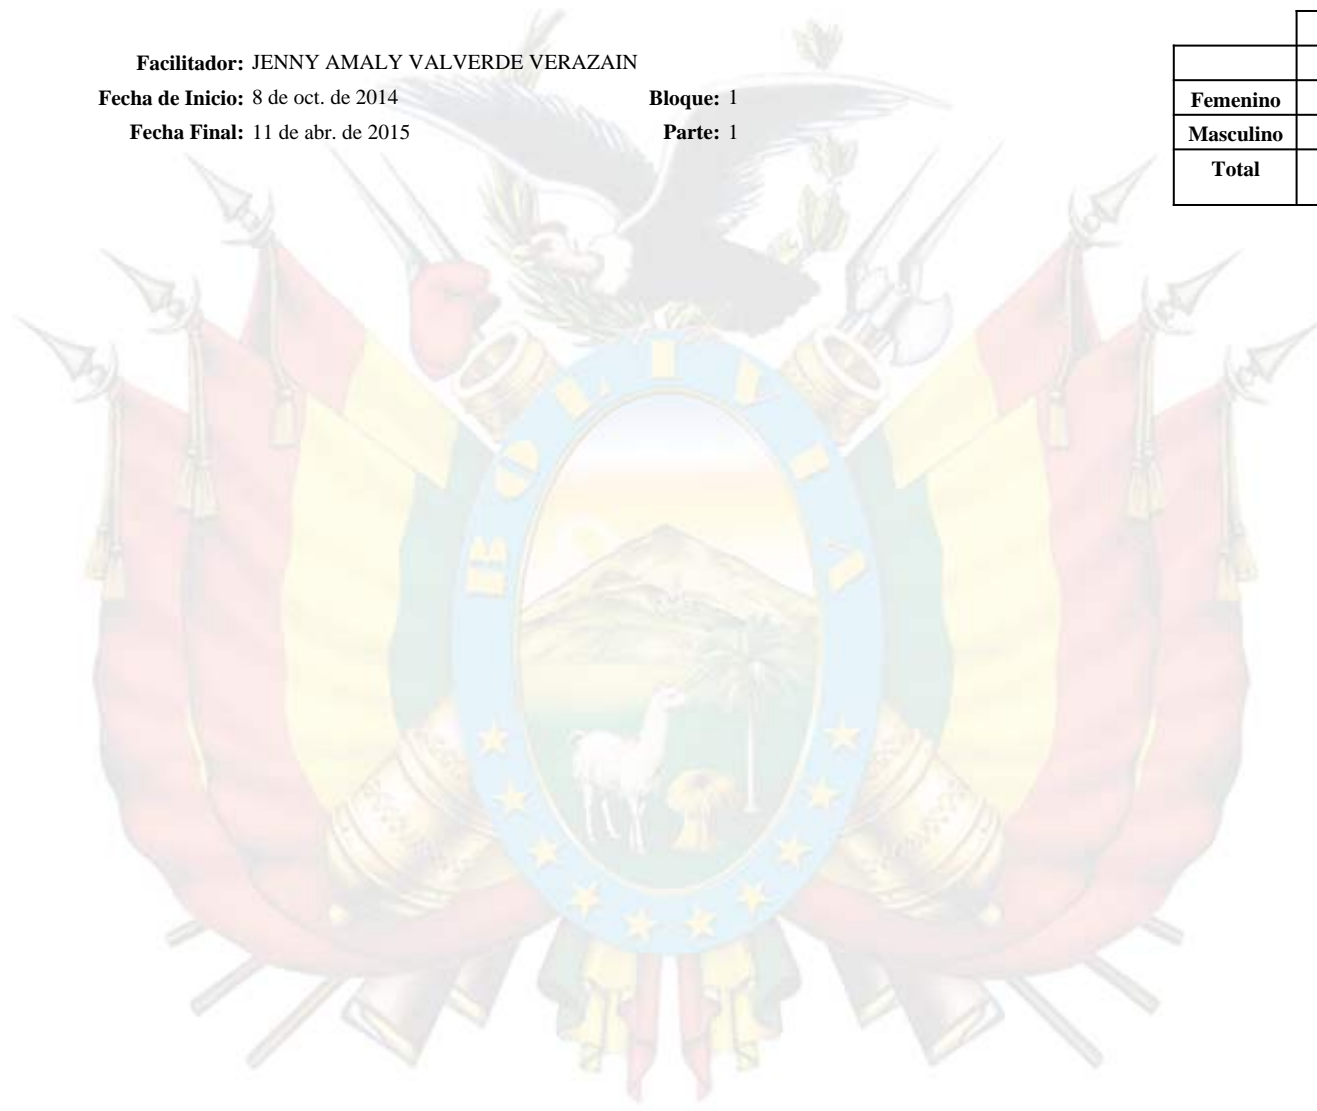 Facilitador: JENNY AMALY VALVERDE VERAZAIN
Fecha de Inicio: 8 de oct. de 2014 Bloque: 1
Fecha Final: 11 de abr. de 2015 Parte: 1
Femenino
Masculino
Total
BOLIVIA